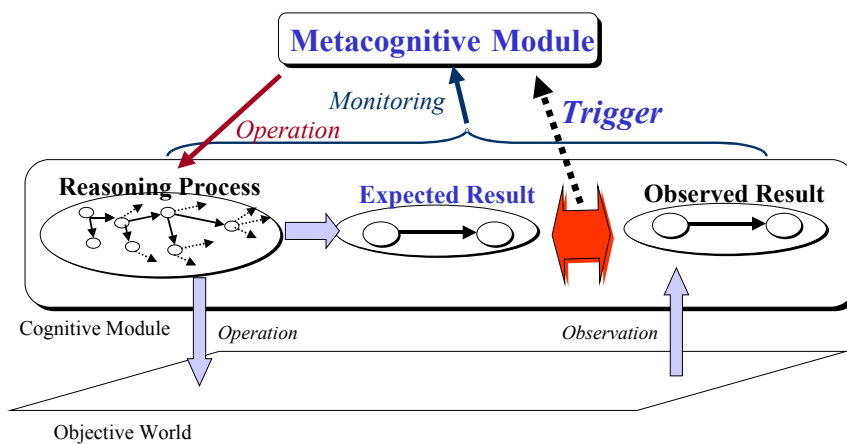 Metacognitive Module
Monitoring
Trigger
Operation
Reasoning Process
Expected Result
Observed Result
Cognitive Module
Operation
Observation
Objective World